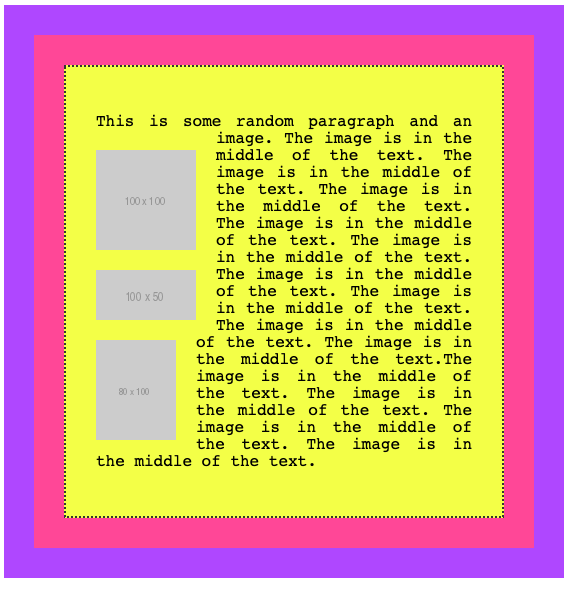 This is some random paragraph and an
image. The image is in the
middle of the text. The
image is in the middle of
the text. The image is in
the middle of the text.
The image is in the middle
of the text. The image is
in the middle of the text.
The image is in the middle
of the text. The image is
in the middle of the text.
The image is in the middle
of the text. The image is in
the middle of the text.The
image is in the middle of
the text. The image is in
the middle of the text. The
image is in the middle of
the text. The image is in
the middle of the text.
100 x 100
100 x 50
80 x 100